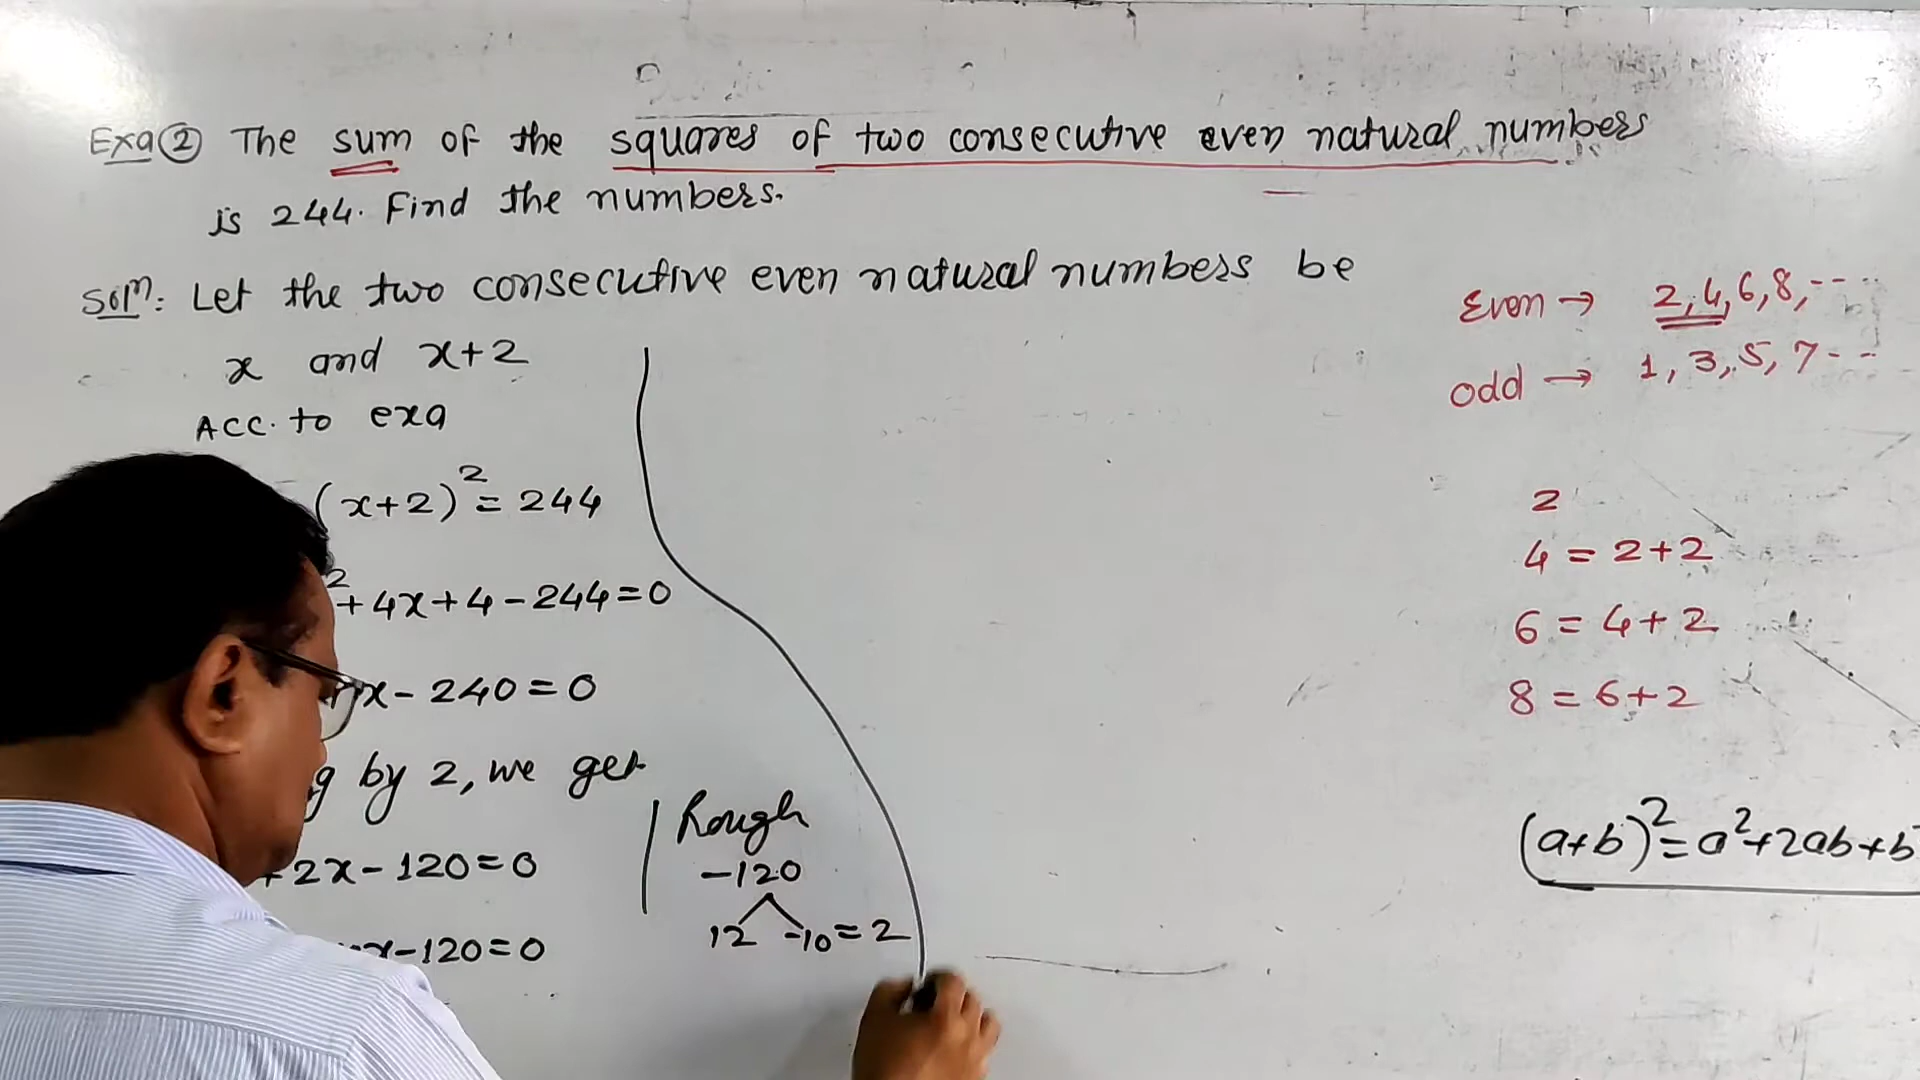 Exa② The sum of the squares of two consecutive even natural numbers
is 244. Find the numbers.
Solⁿ: Let the two consecutive even natural numbers be
x and x+2
Acc. to exa
(x+2)² = 244
² + 4x + 4 - 244 = 0
x - 240 = 0
g by 2, we get
+ 2x - 120 = 0
x - 120 = 0
Rough
-120
12 -10 = 2
Even → 2, 4, 6, 8, ---
odd → 1, 3, 5, 7 - - -
2
4 = 2+2
6 = 4+2
8 = 6+2
(a+b)² = a²+2ab+b